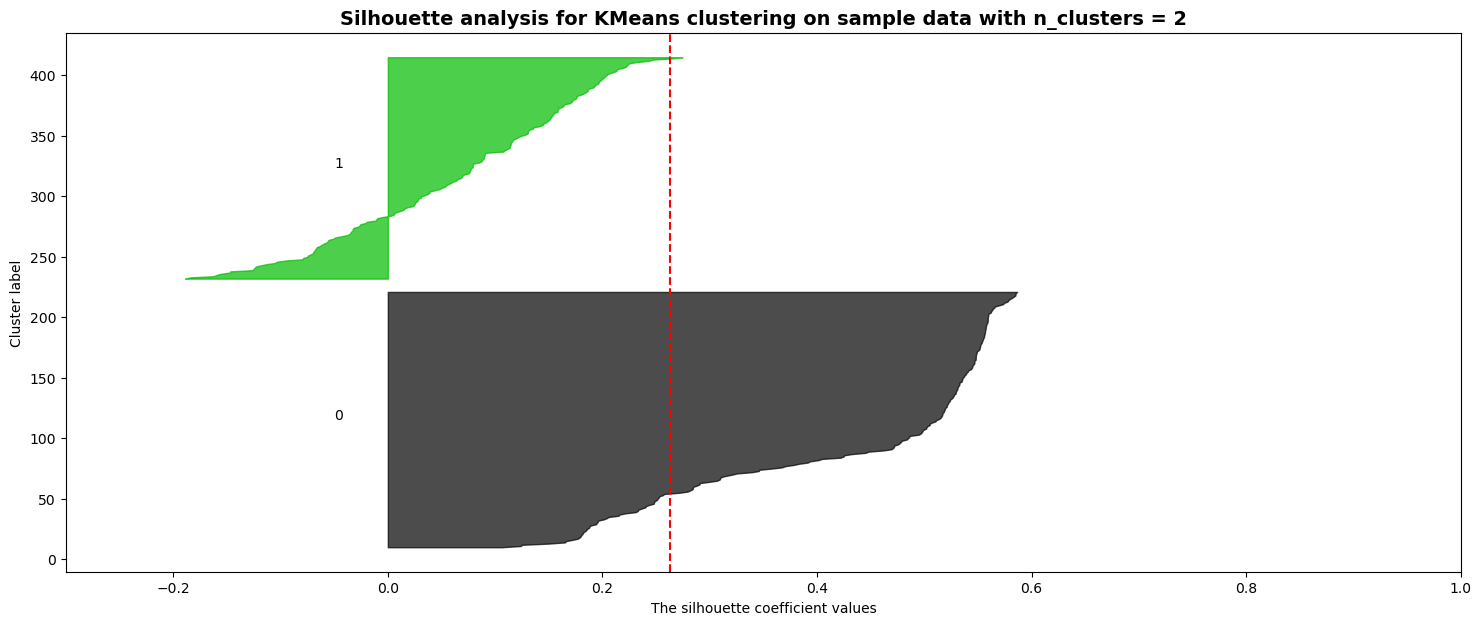 Silhouette analysis for KMeans clustering on sample data with n_clusters = 2
400
350
1
300
250
Cluster label
200
150
0
100
50
0
−0.2 0.0 0.2 0.4 0.6 0.8 1.0
The silhouette coefficient values